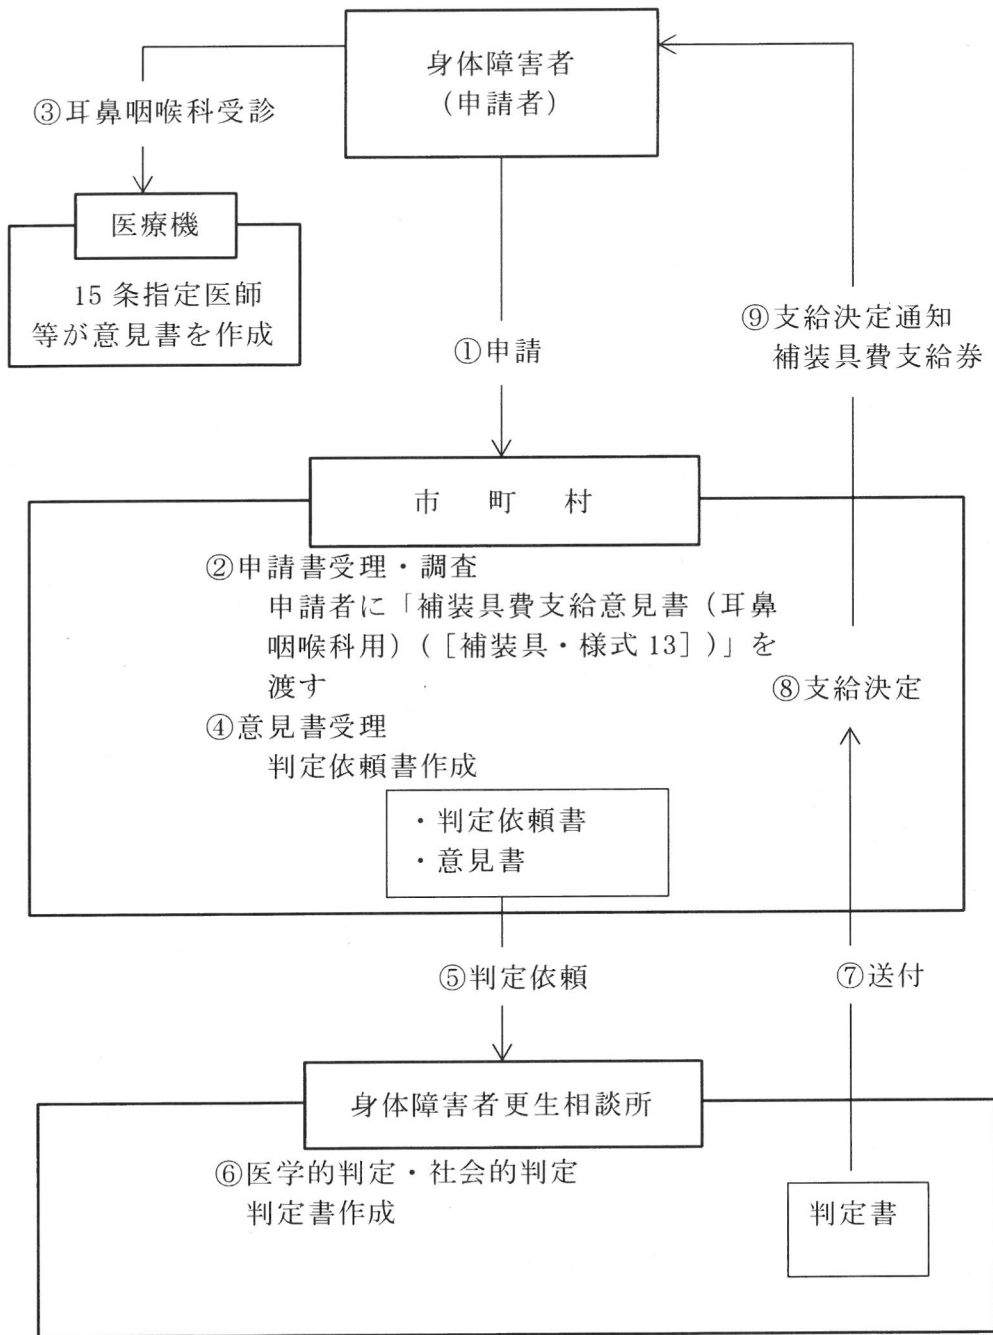 身体障害者
(申請者)
③耳鼻咽喉科受診
医療機
15条指定医師
等が意見書を作成
①申請
⑨支給決定通知
補装具費支給券
市　町　村
②申請書受理・調査
申請者に「補装具費支給意見書（耳鼻
咽喉科用）（［補装具・様式13］）」を
渡す
⑧支給決定
④意見書受理
判定依頼書作成
・判定依頼書
・意見書
⑤判定依頼
⑦送付
身体障害者更生相談所
⑥医学的判定・社会的判定
判定書作成
判定書